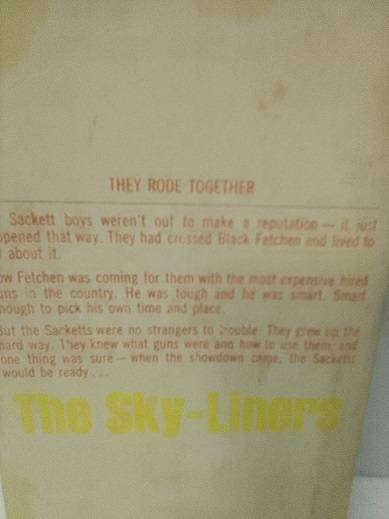 THEY RODE TOGETHER
Sackett boys weren't out to make a reputation — it just
pened that way. They had crossed Black Fetchen and lived to
about it.
ow Fetchen was coming for them with the most expensive hired
uns in the country. He was tough and he was smart. Smart
nough to pick his own time and place.
But the Sacketts were no strangers to trouble. They grew up the
hard way. They knew what guns were and how to use them, and
one thing was sure — when the showdown came, the Sacketts
would be ready...
The Sky-Liners